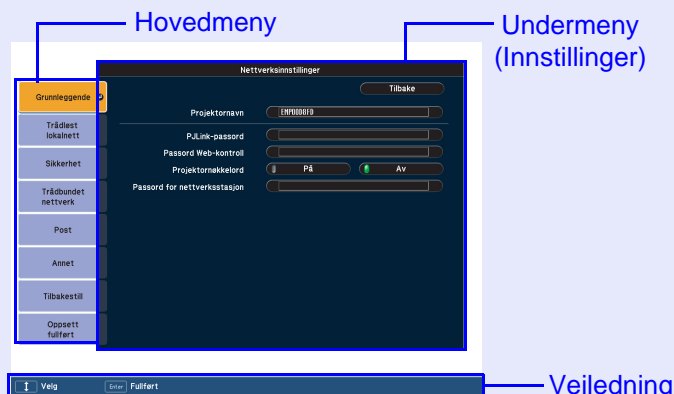 Hovedmeny
Undermeny
(Innstillinger)
Nettverksinnstillinger
Tilbake
Grunnleggende
Trådløst
lokalnett
Sikkerhet
Trådbundet
nettverk
Post
Annet
Tilbakestill
Oppsett
fullført
Projektornavn
EMP00D8FD
PJLink-passord
Passord Web-kontroll
Projektornøkkelord
På
Av
Passord for nettverksstasjon
Velg
Enter
Fullført
Veiledning